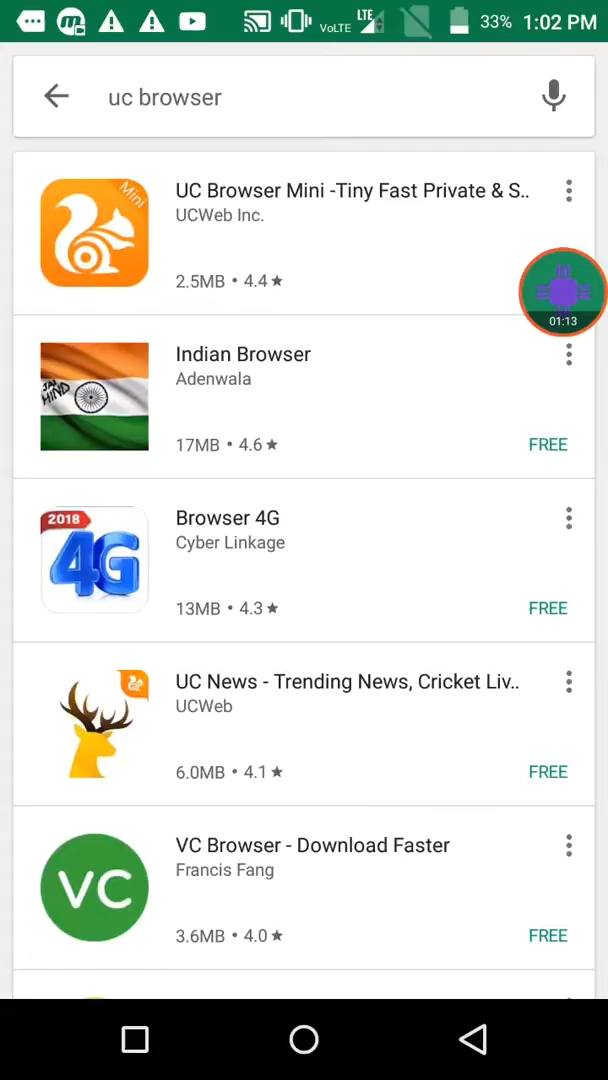 VoLTE LTE 33% 1:02 PM
uc browser
Mini
UC Browser Mini -Tiny Fast Private & S..
UCWeb Inc.
2.5MB • 4.4★
01:13
JAI HIND
Indian Browser
Adenwala
17MB • 4.6★
FREE
2018
4G
Browser 4G
Cyber Linkage
13MB • 4.3★
FREE
UC News - Trending News, Cricket Liv..
UCWeb
6.0MB • 4.1★
FREE
VC
VC Browser - Download Faster
Francis Fang
3.6MB • 4.0★
FREE